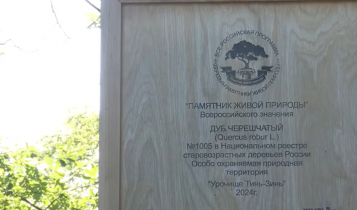 "ПАМЯТНИК ЖИВОЙ ПРИРОДЫ"
Всероссийского значения
ДУБ ЧЕРЕШЧАТЫЙ
(Quercus robur L.)
№1005 в Национальном реестре
старовозрастных деревьев России
Особо охраняемая природная
территория
"Урочище Тинь-Зинь"
2024г.